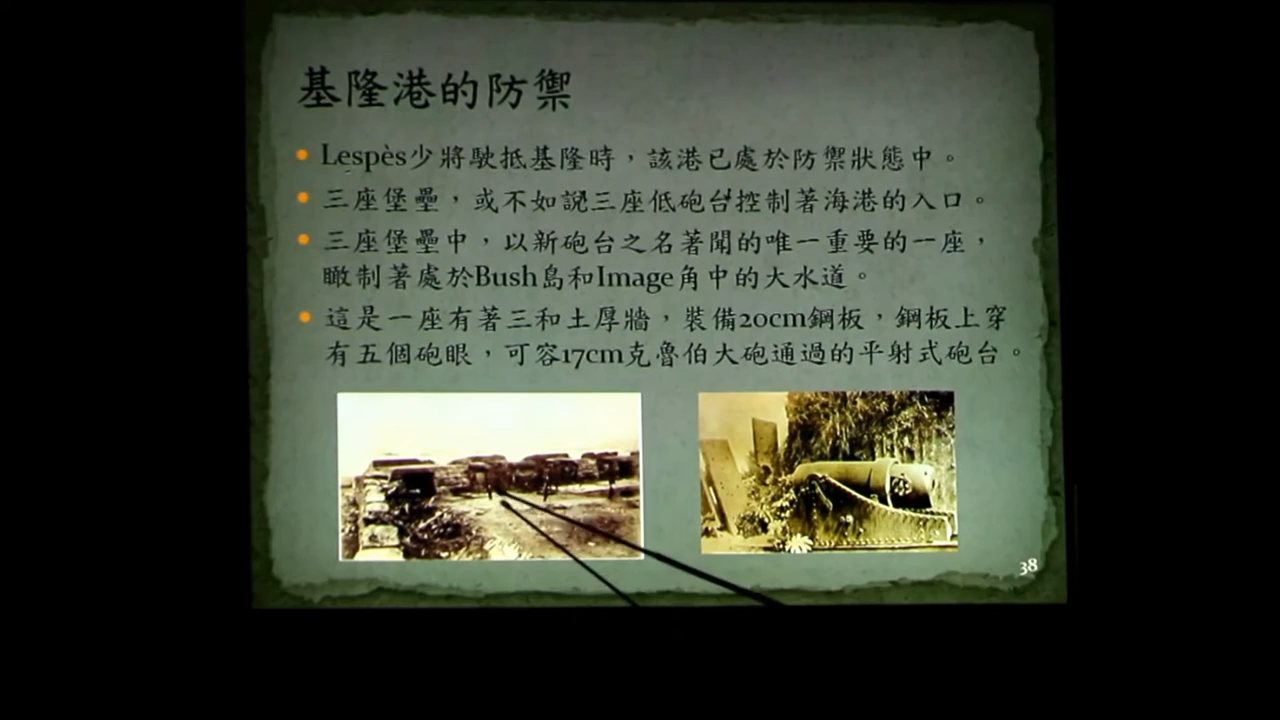 基隆港的防禦
• Lespès少將駛抵基隆時，該港已處於防禦狀態中。
• 三座堡壘，或不如說三座低砲台控制著海港的入口。
• 三座堡壘中，以新砲台之名著聞的唯一重要的一座，
瞰制著處於Bush島和Image角中的大水道。
• 這是一座有著三和土厚牆，裝備20cm鋼板，鋼板上穿
有五個砲眼，可容17cm克魯伯大砲通過的平射式砲台。
38